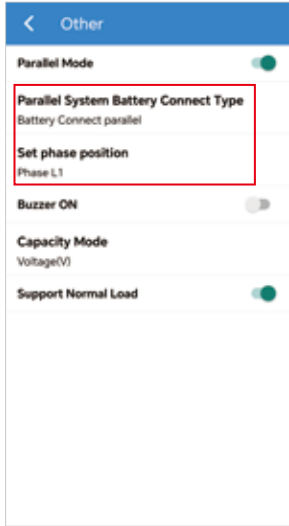 Other
Parallel Mode
Parallel System Battery Connect Type
Battery Connect parallel
Set phase position
Phase L1
Buzzer ON
Capacity Mode
Voltage(V)
Support Normal Load